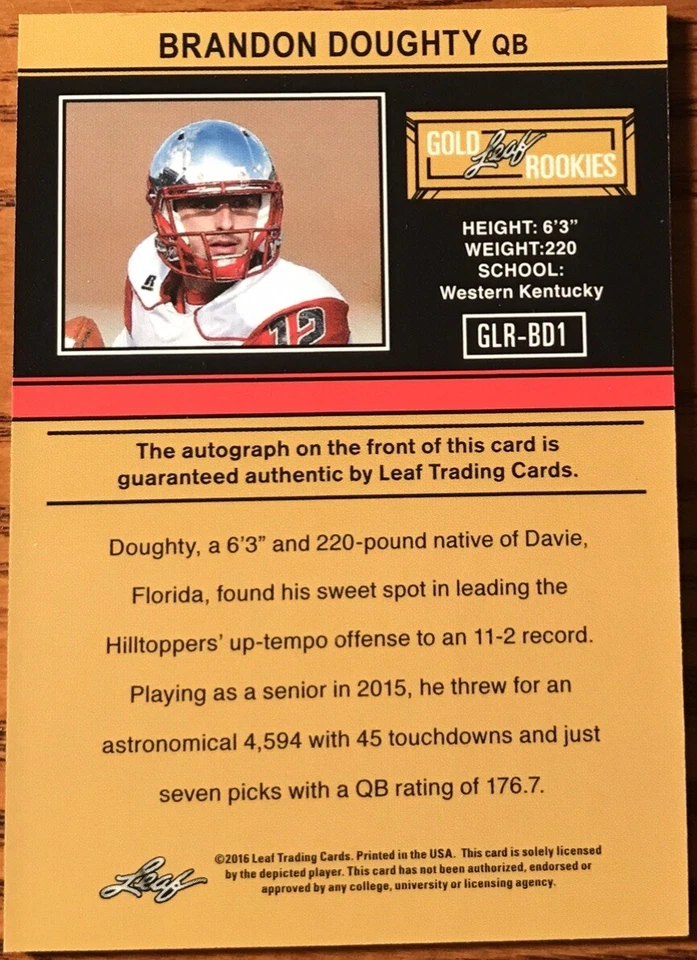 BRANDON DOUGHTY QB
GOLD Leaf ROOKIES
HEIGHT: 6'3"
WEIGHT:220
SCHOOL:
Western Kentucky
GLR-BD1
R
12
The autograph on the front of this card is
guaranteed authentic by Leaf Trading Cards.
Doughty, a 6'3" and 220-pound native of Davie,
Florida, found his sweet spot in leading the
Hilltoppers' up-tempo offense to an 11-2 record.
Playing as a senior in 2015, he threw for an
astronomical 4,594 with 45 touchdowns and just
seven picks with a QB rating of 176.7.
Leaf
©2016 Leaf Trading Cards. Printed in the USA. This card is solely licensed
by the depicted player. This card has not been authorized, endorsed or
approved by any college, university or licensing agency.